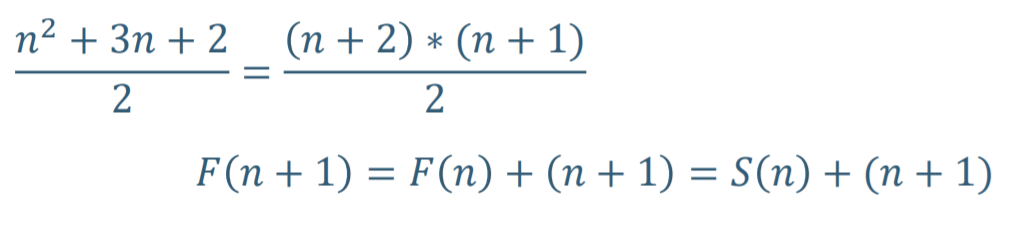 n² + 3n + 2 / 2 = (n + 2) * (n + 1) / 2
F(n + 1) = F(n) + (n + 1) = S(n) + (n + 1)